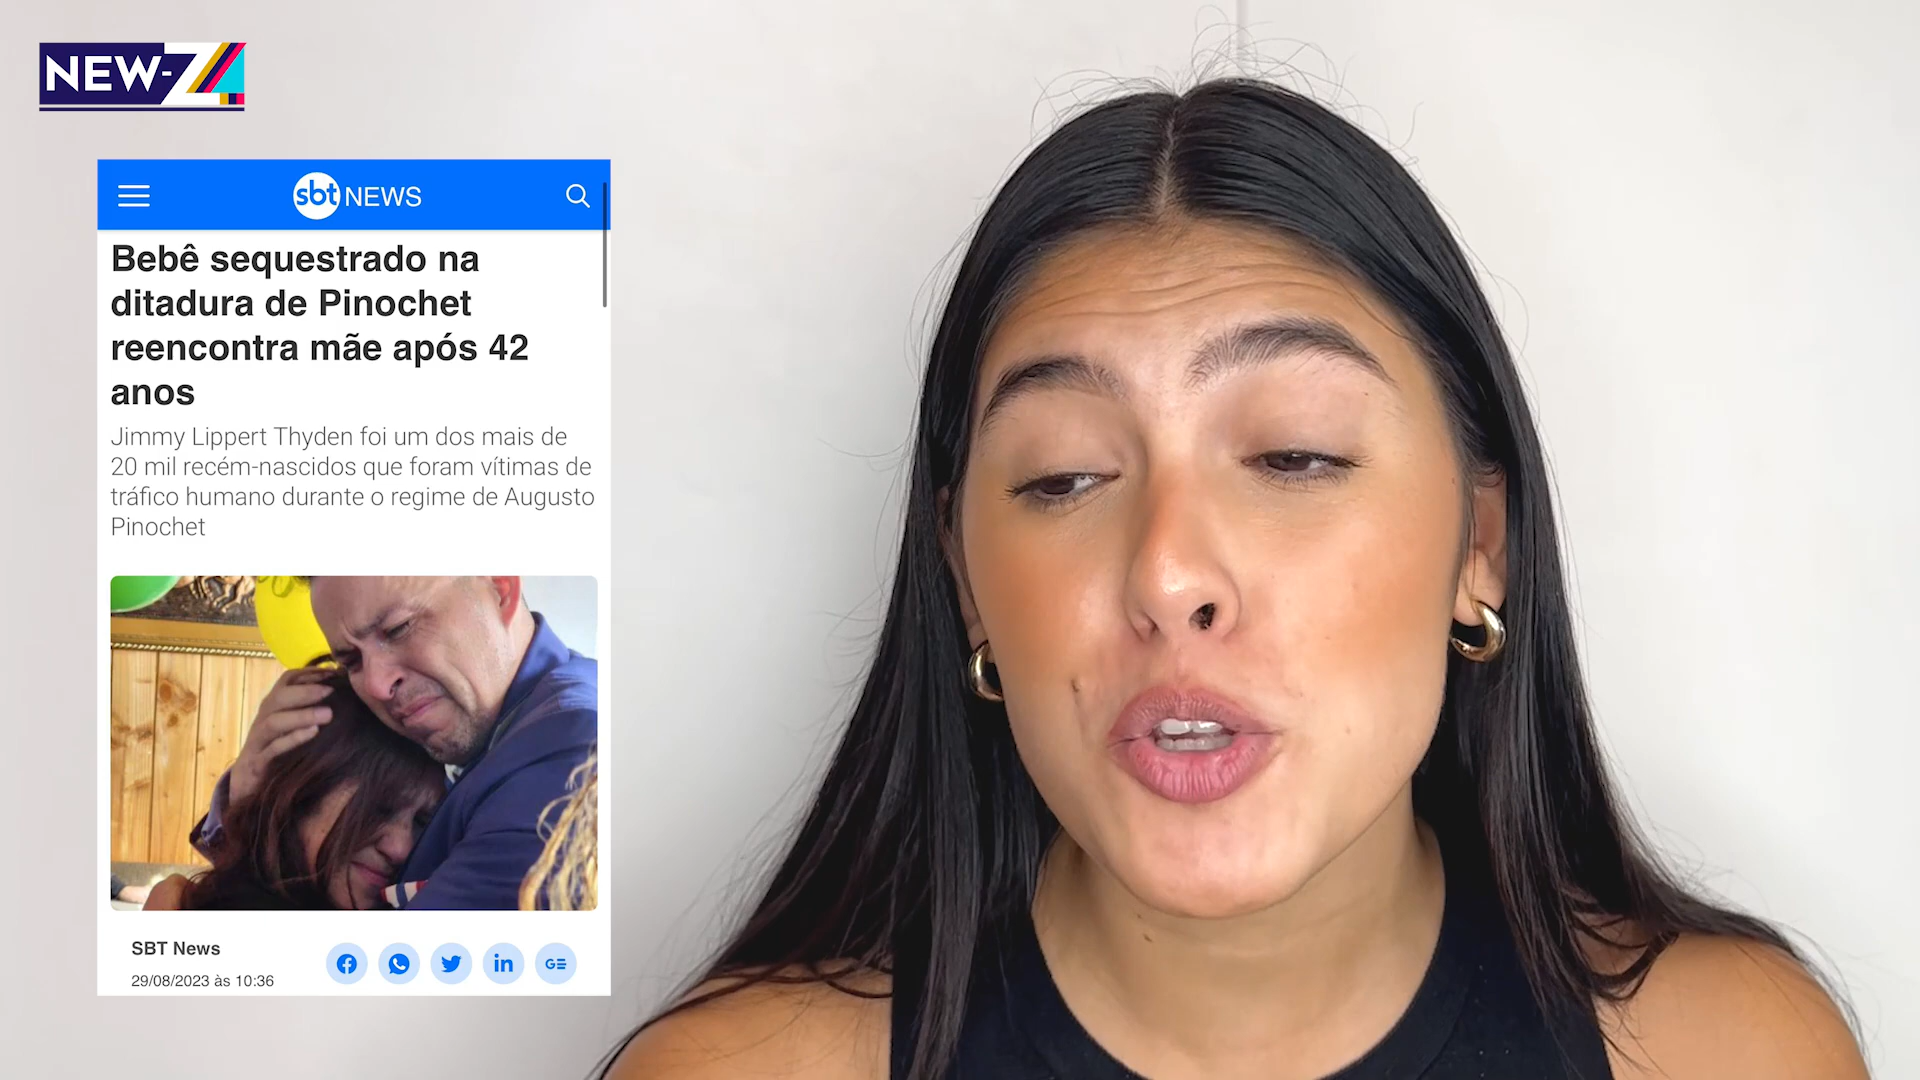 NEW-Z
sbt NEWS
Bebê sequestrado na
ditadura de Pinochet
reencontra mãe após 42
anos
Jimmy Lippert Thyden foi um dos mais de
20 mil recém-nascidos que foram vítimas de
tráfico humano durante o regime de Augusto
Pinochet
SBT News
29/08/2023 às 10:36